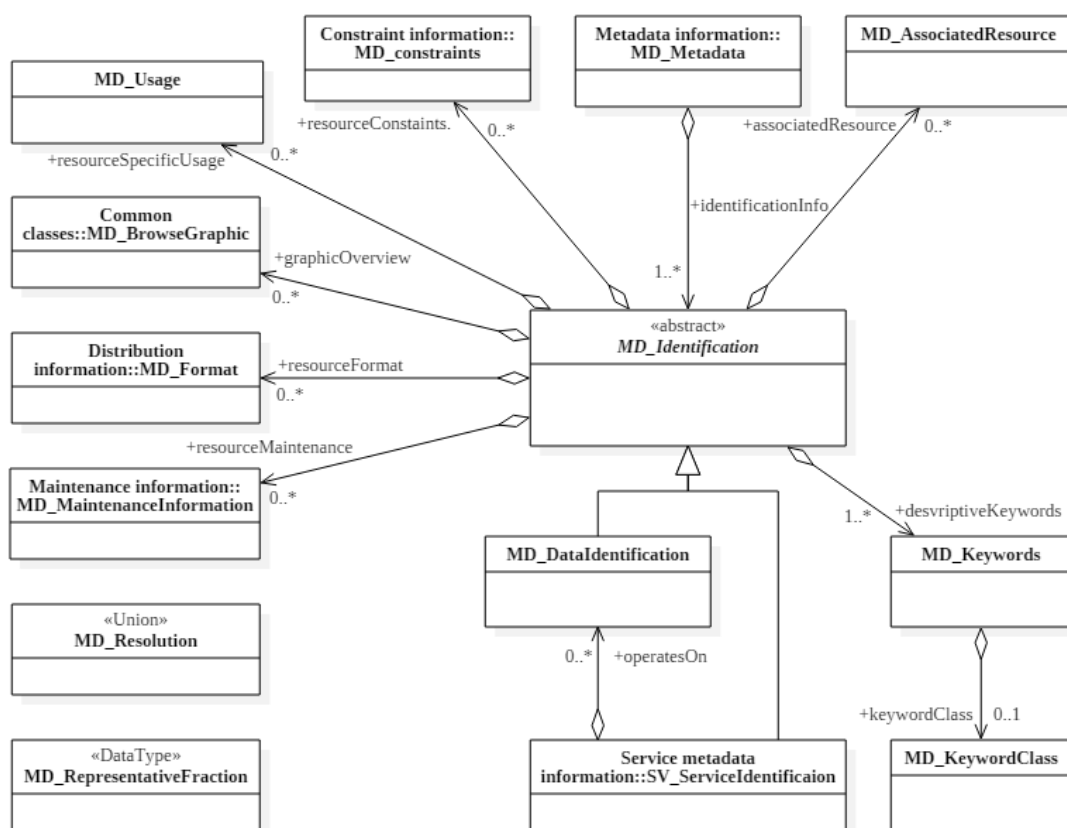 Constraint information::
MD_constraints
Metadata information::
MD_Metadata
MD_AssociatedResource
MD_Usage
+resourceConstaints.
0..*
+associatedResource
0..*
+resourceSpecificUsage
0..*
+identificationInfo
1..*
Common
classes::MD_BrowseGraphic
+graphicOverview
0..*
«abstract»
MD_Identification
Distribution
information::MD_Format
+resourceFormat
0..*
+resourceMaintenance
0..*
Maintenance information::
MD_MaintenanceInformation
1..*
+desvriptiveKeywords
MD_DataIdentification
MD_Keywords
«Union»
MD_Resolution
0..*
+operatesOn
+keywordClass
0..1
«DataType»
MD_RepresentativeFraction
Service metadata
information::SV_ServiceIdentificaion
MD_KeywordClass